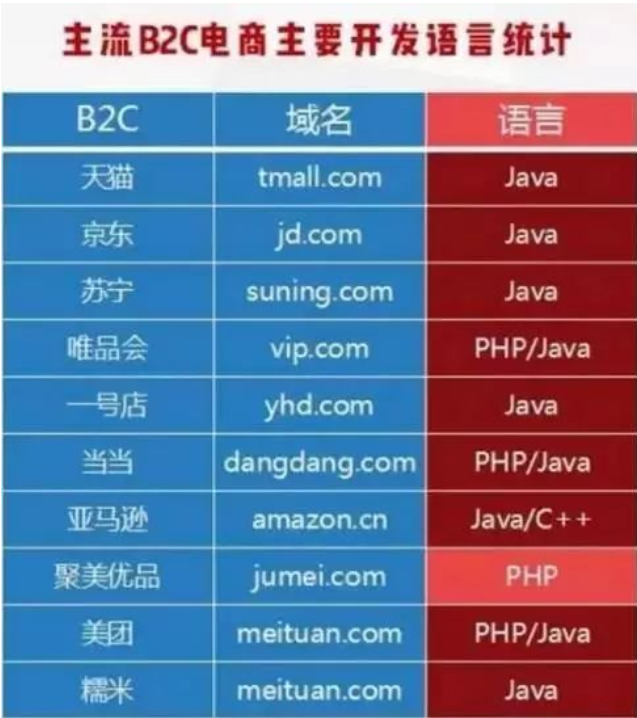 主流B2C电商主要开发语言统计
B2C 域名 语言
天猫 tmall.com Java
京东 jd.com Java
苏宁 suning.com Java
唯品会 vip.com PHP/Java
一号店 yhd.com Java
当当 dangdang.com PHP/Java
亚马逊 amazon.cn Java/C++
聚美优品 jumei.com PHP
美团 meituan.com PHP/Java
糯米 meituan.com Java